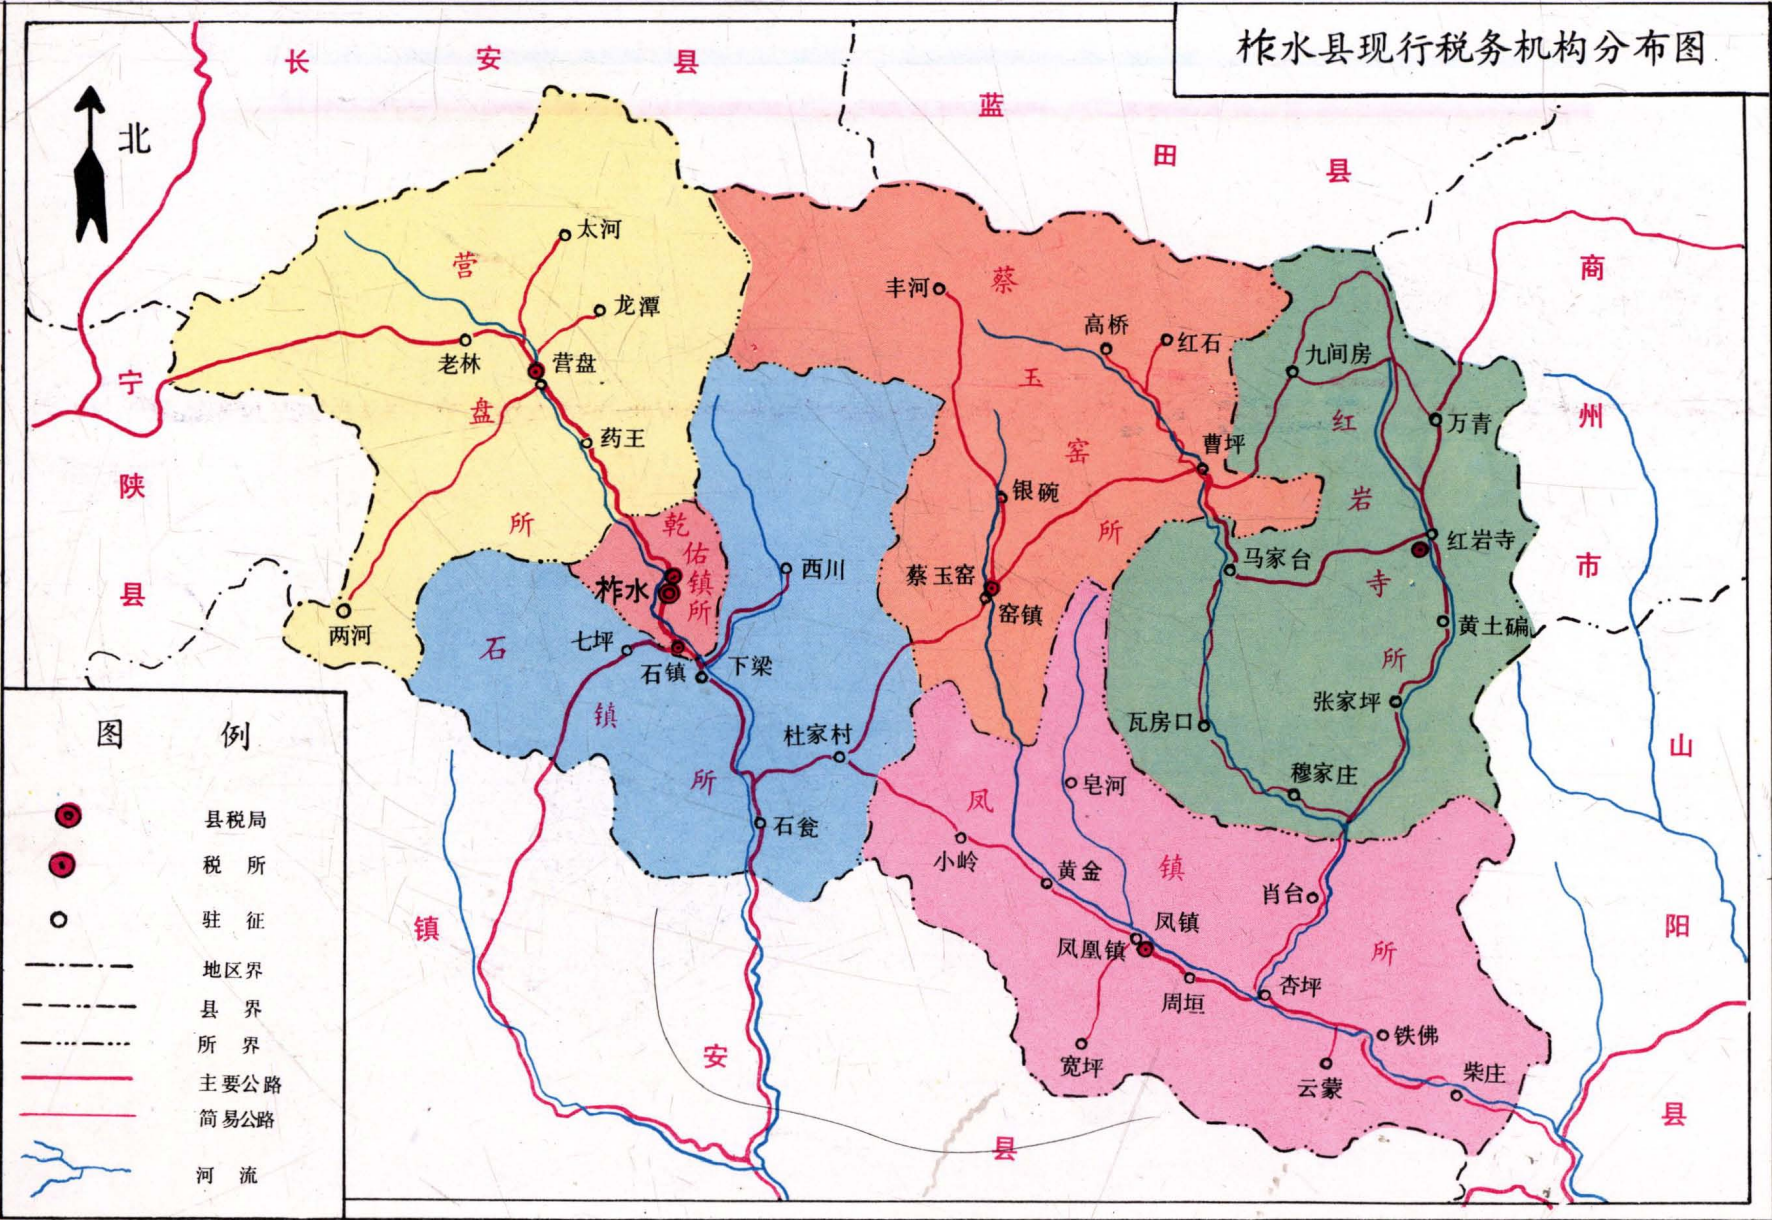 柞水县现行税务机构分布图
北
长安县
蓝田县
商州市
山阳县
镇安县
宁陕县
营盘所
太河
龙潭
老林
营盘
药王
两河
乾佑镇所
柞水
石镇所
七坪
石镇
下梁
西川
杜家村
石瓮
蔡玉窑所
丰河
高桥
红石
曹坪
银碗
蔡玉窑
窑镇
红岩寺所
九间房
万青
红岩寺
马家台
黄土碥
张家坪
瓦房口
穆家庄
凤镇所
皂河
小岭
黄金
肖台
凤镇
凤凰镇
周垣
杏坪
宽坪
铁佛
云蒙
柴庄
图例
县税局
税所
驻征
地区界
县界
所界
主要公路
简易公路
河流